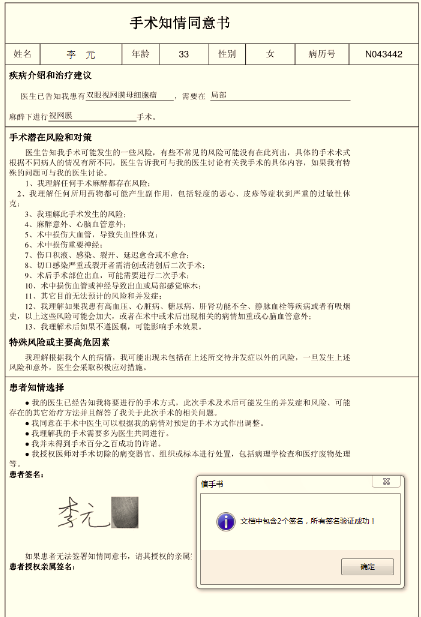 手术知情同意书
姓名 李 元 年龄 33 性别 女 病历号 N043442
疾病介绍和治疗建议
医生已告知我患有双眼视网膜母细胞瘤，需要在 局部
麻醉下进行视网膜手术。
手术潜在风险和对策
医生告知我手术可能发生的一些风险，有些不常见的风险可能没有在此列出，具体的手术术式
根据不同病人的情况有所不同，医生告诉我可与我的医生讨论有关我手术的具体内容，如果我有特
殊的问题可与我的医生讨论。
1、我理解任何手术麻醉都存在风险；
2、我理解任何所用药物都可能产生副作用，包括轻度的恶心、皮疹等症状到严重的过敏性休
克；
3、我理解此手术发生的风险；
4、麻醉意外、心脑血管意外；
5、术中损伤大血管，导致失血性休克；
6、术中损伤重要神经；
7、伤口积液、感染、裂开、延迟愈合或不愈合；
8、切口感染严重或裂开者需清创或清创后二次手术；
9、术后手术部位出血，可能需要进行二次手术；
10、术中损伤血管或神经导致出血或局部感觉麻木；
11、其它目前无法预计的风险和并发症；
12、我理解如果我患有高血压、心脏病、糖尿病、肝肾功能不全、静脉血栓等疾病或者有吸烟
史，以上这些风险可能会加大，或者在术中或术后出现相关的病情加重或心脑血管意外；
13、我理解术后如果不遵医嘱，可能影响手术效果。
特殊风险或主要高危因素
我理解根据我个人的病情，我可能出现未包括在上述所交待并发症以外的风险，一旦发生上述
风险和意外，医生会采取积极应对措施。
患者知情选择
● 我的医生已经告知我将要进行的手术方式、此次手术及术后可能发生的并发症和风险、可能
存在的其它治疗方法并且解答了我关于此次手术的相关问题。
● 我同意在手术中医生可以根据我的病情对预定的手术方式作出调整。
● 我理解我的手术需要多为医生共同进行。
● 我并未得到手术百分之百成功的许诺。
● 我授权医师对手术切除的病变器官、组织或标本进行处置，包括病理学检查和医疗废物处理
等。
患者签名：
李元
如果患者无法签署知情同意书，请其授权的亲属
患者授权亲属签名：
信手书
文档中包含2个签名，所有签名验证成功！
确定